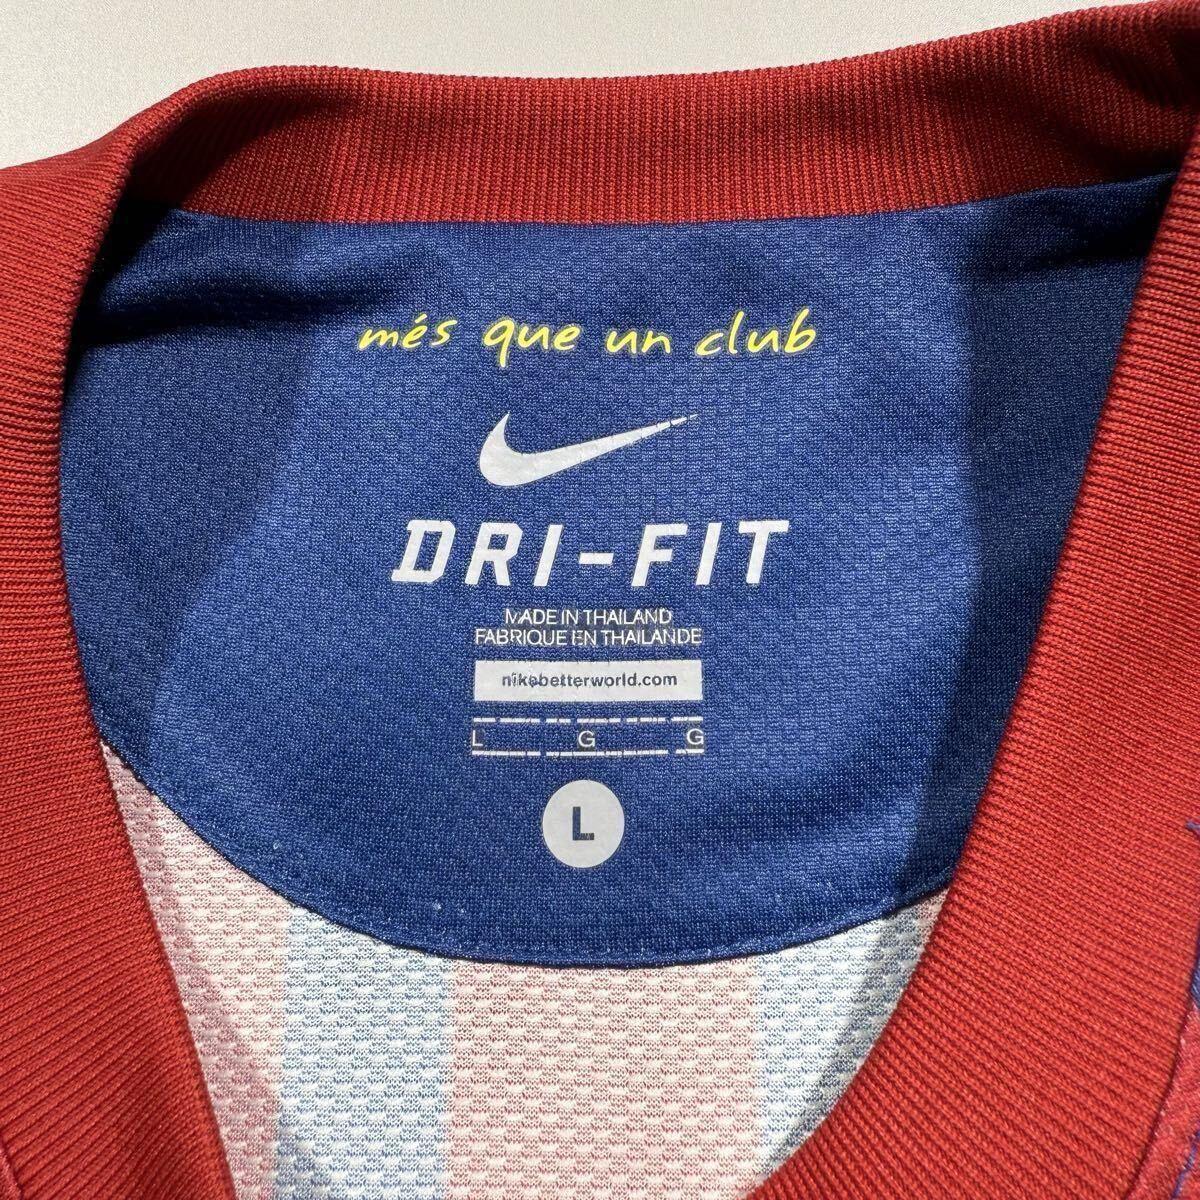 més que un club
DRI-FIT
MADE IN THAILAND
FABRIQUE EN THAILANDE
nikebetterworld.com
L G G
L